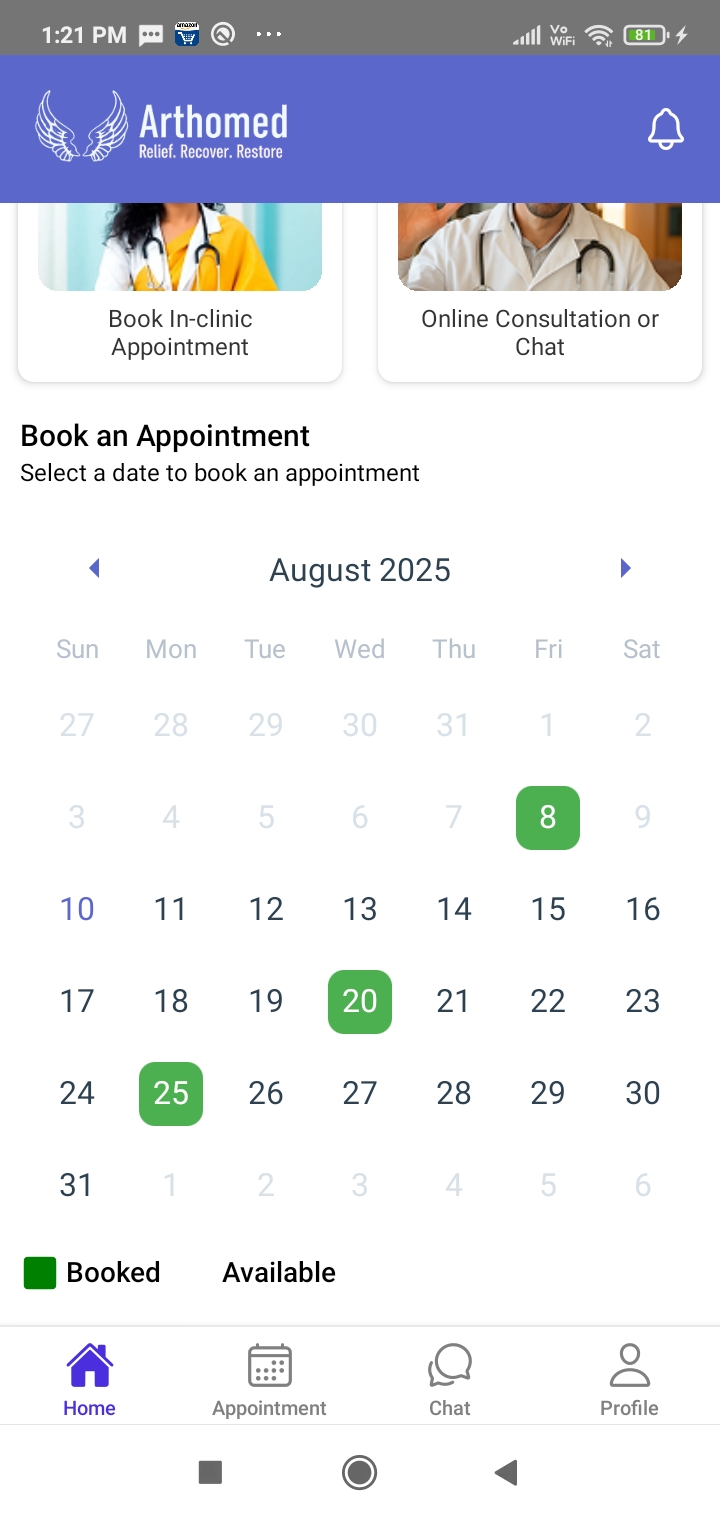 1:21 PM amazon ... Vo WiFi 81
Arthomed
Relief. Recover. Restore
Book In-clinic
Appointment
Online Consultation or
Chat
Book an Appointment
Select a date to book an appointment
August 2025
Sun Mon Tue Wed Thu Fri Sat
27 28 29 30 31 1 2
3 4 5 6 7 8 9
10 11 12 13 14 15 16
17 18 19 20 21 22 23
24 25 26 27 28 29 30
31 1 2 3 4 5 6
Booked Available
Home Appointment Chat Profile